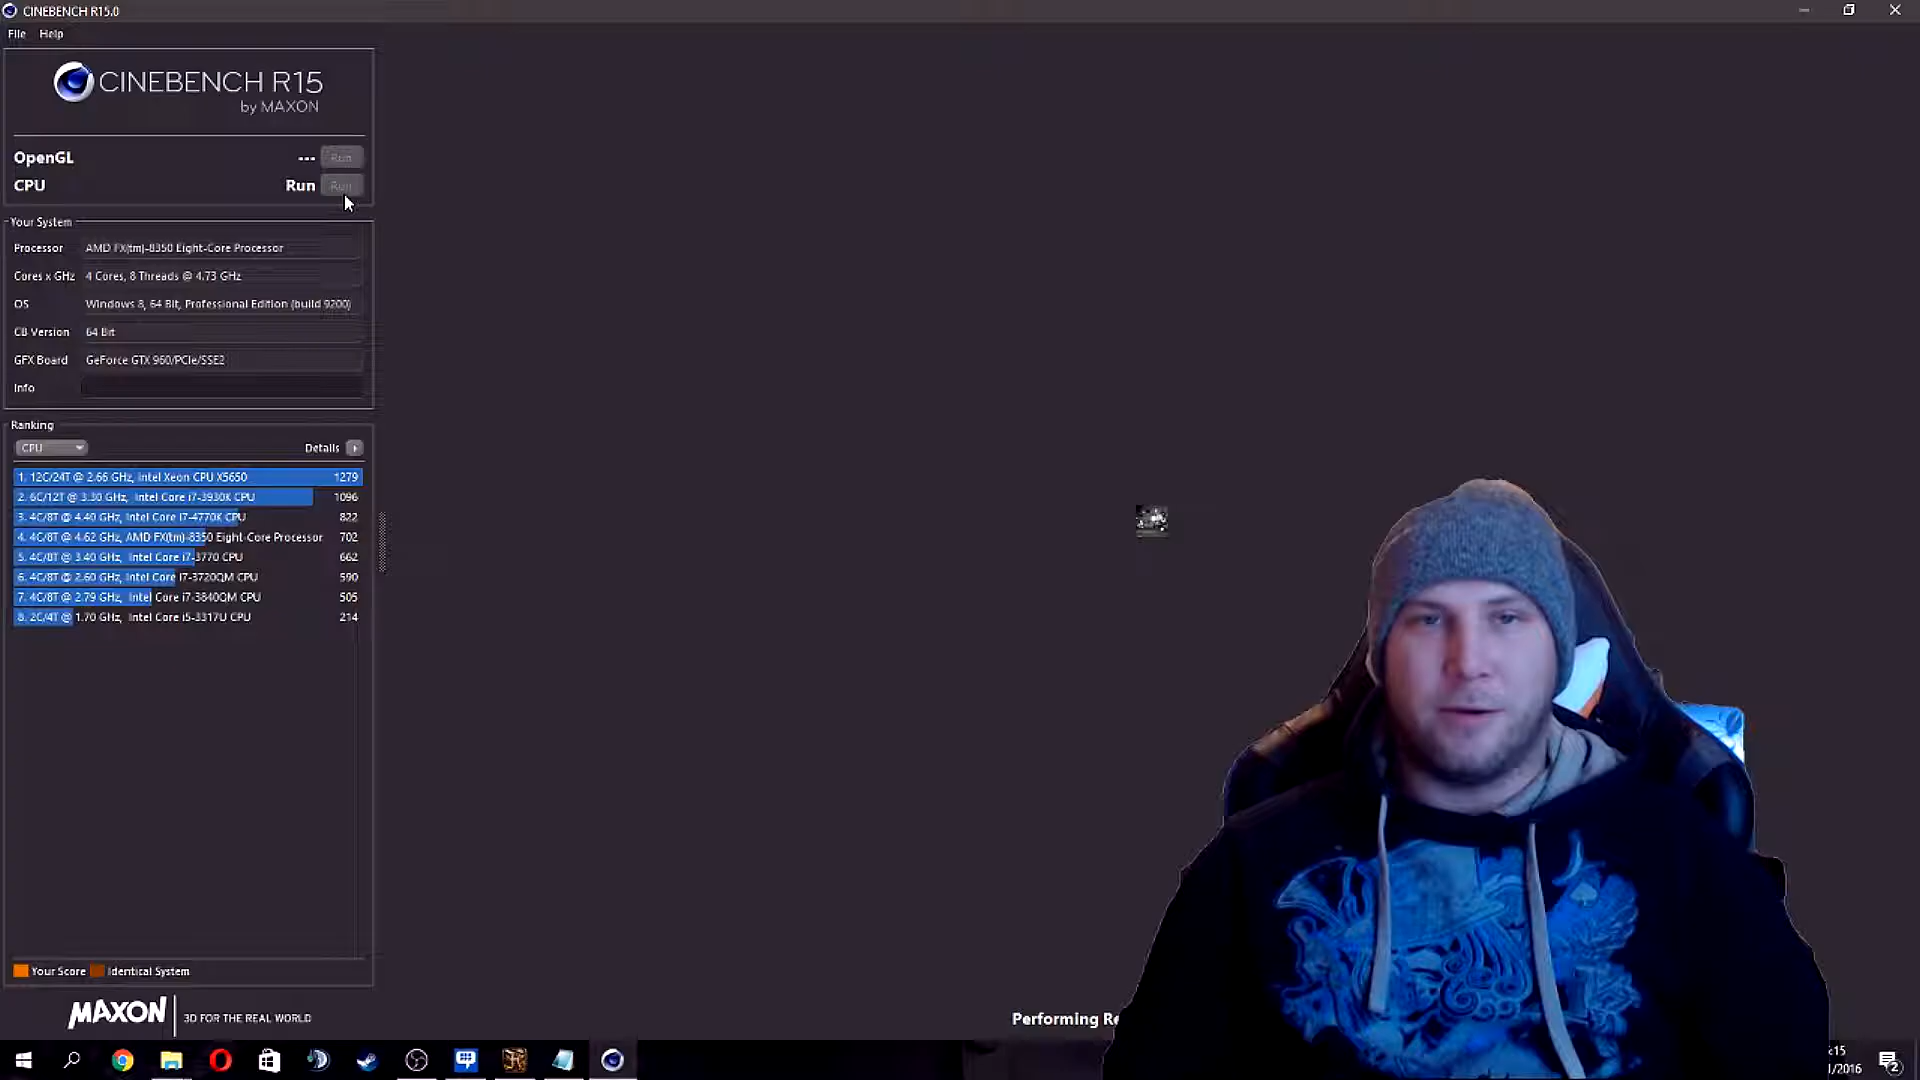 CINEBENCH R15.0
File Help
CINEBENCH R15
by MAXON
OpenGL --- Run
CPU Run Run
Your System
Processor AMD FX(tm)-8350 Eight-Core Processor
Cores x GHz 4 Cores, 8 Threads @ 4.73 GHz
OS Windows 8, 64 Bit, Professional Edition (build 9200)
CB Version 64 Bit
GFX Board GeForce GTX 960/PCIe/SSE2
Info
Ranking
CPU Details
1. 12C/24T @ 2.66 GHz, Intel Xeon CPU X5650 1279
2. 6C/12T @ 3.30 GHz, Intel Core i7-3930K CPU 1096
3. 4C/8T @ 4.40 GHz, Intel Core i7-4770K CPU 822
4. 4C/8T @ 4.62 GHz, AMD FX(tm)-8350 Eight-Core Processor 702
5. 4C/8T @ 3.40 GHz, Intel Core i7-3770 CPU 662
6. 4C/8T @ 2.60 GHz, Intel Core i7-3720QM CPU 590
7. 4C/8T @ 2.79 GHz, Intel Core i7-3840QM CPU 505
8. 2C/4T @ 1.70 GHz, Intel Core i5-3317U CPU 214
Your Score Identical System
MAXON 3D FOR THE REAL WORLD
Performing Re
:15
1/2016
2